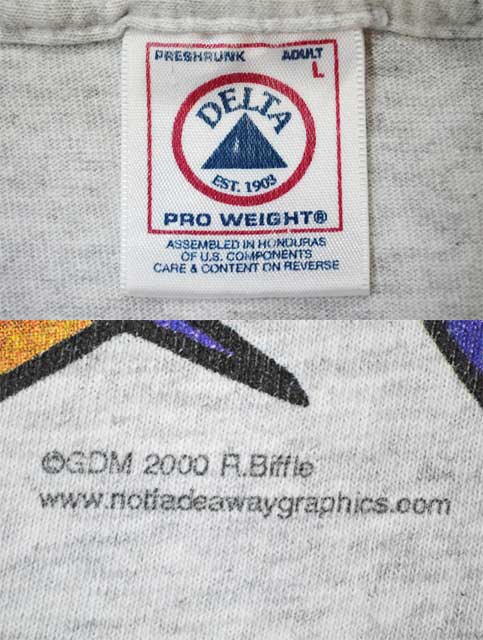 PRESHRUNK ADULT
L
DELTA
EST. 1903
PRO WEIGHT®
ASSEMBLED IN HONDURAS
OF U.S. COMPONENTS
CARE & CONTENT ON REVERSE
©GDM 2000 R.Biffle
www.notfadeawaygraphics.com